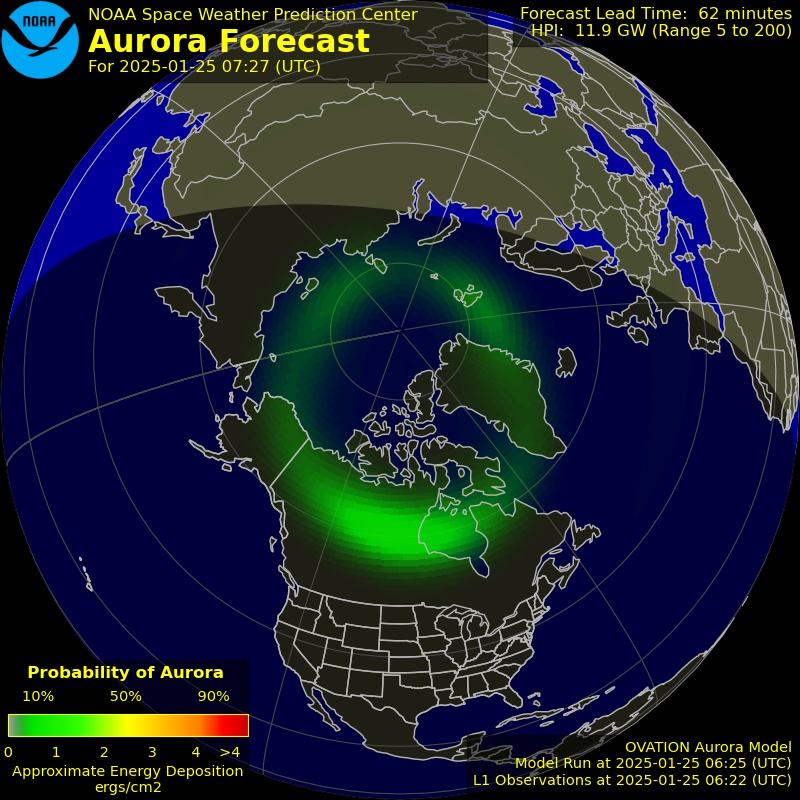 NOAA
NOAA Space Weather Prediction Center
Aurora Forecast
For 2025-01-25 07:27 (UTC)
Forecast Lead Time: 62 minutes
HPI: 11.9 GW (Range 5 to 200)
Probability of Aurora
10% 50% 90%
0 1 2 3 4 >4
Approximate Energy Deposition
ergs/cm2
OVATION Aurora Model
Model Run at 2025-01-25 06:25 (UTC)
L1 Observations at 2025-01-25 06:22 (UTC)